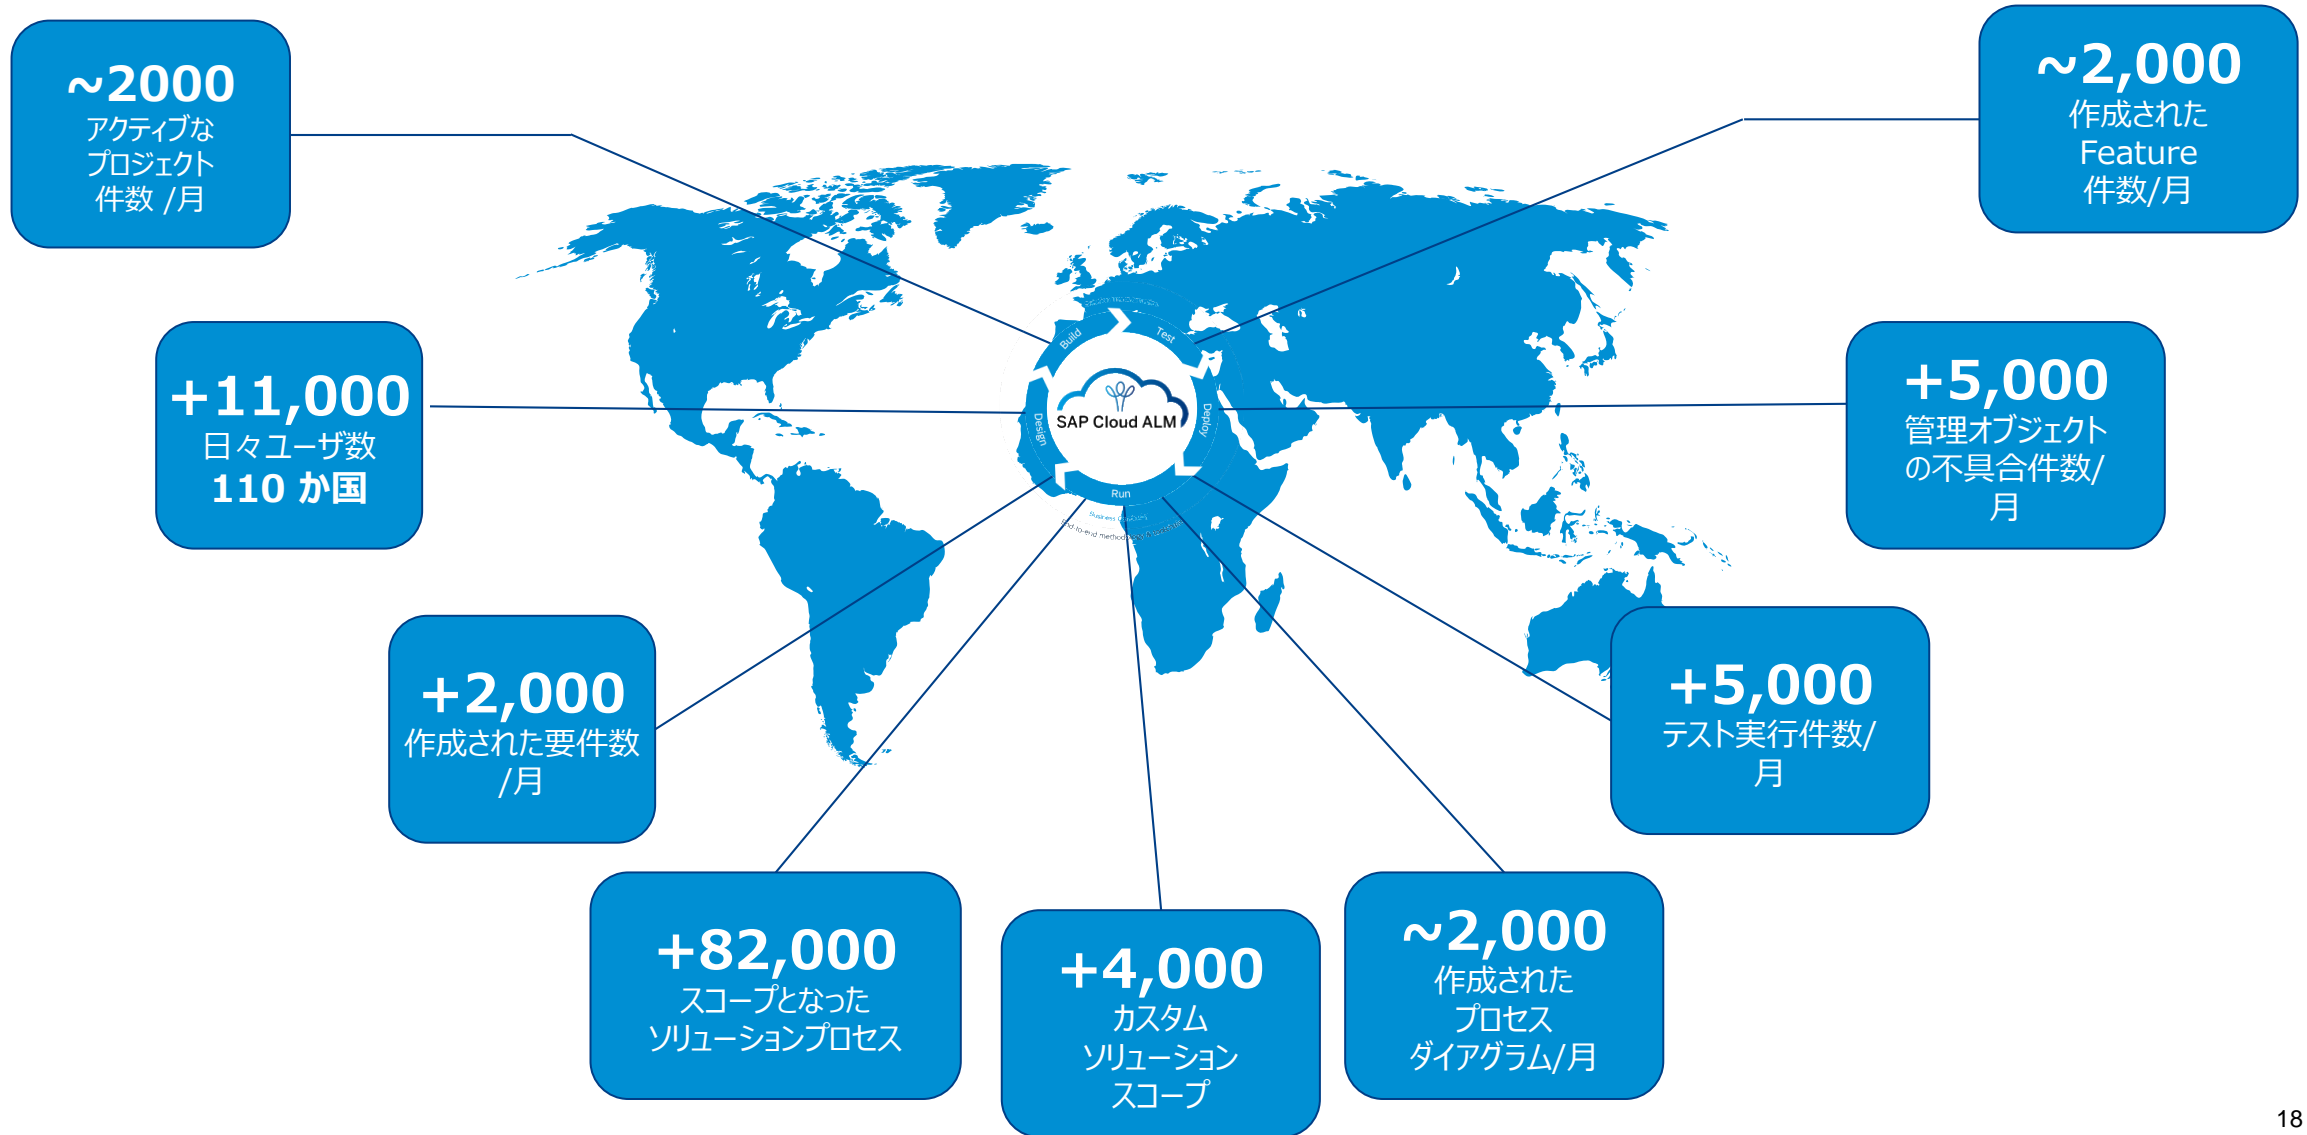 ~2000
アクティブな
プロジェクト
件数 /月
~2,000
作成された
Feature
件数/月
+11,000
日々ユーザ数
110 か国
Build
Test
Design
Deploy
Run
SAP Cloud ALM
+5,000
管理オブジェクト
の不具合件数/
月
+2,000
作成された要件数
/月
+5,000
テスト実行件数/
月
+82,000
スコープとなった
ソリューションプロセス
+4,000
カスタム
ソリューション
スコープ
~2,000
作成された
プロセス
ダイアグラム/月
18